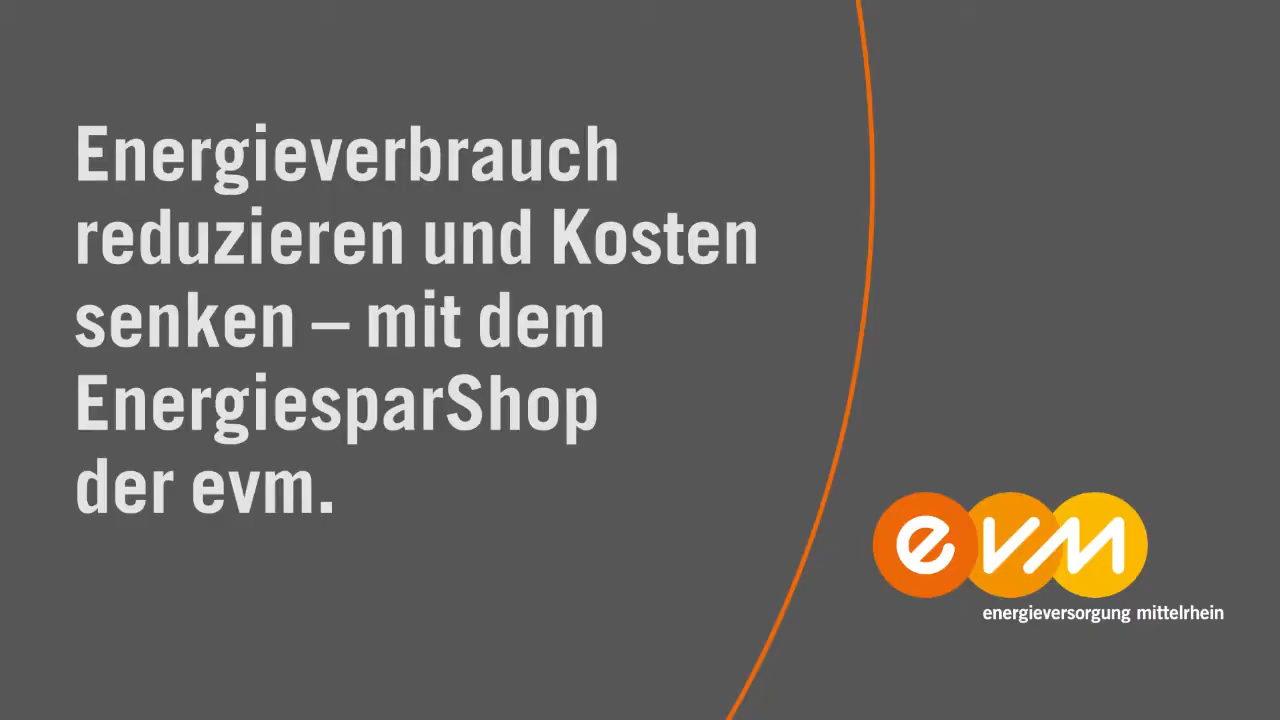 Energieverbrauch
reduzieren und Kosten
senken – mit dem
EnergiesparShop
der evm.
evm
energieversorgung mittelrhein